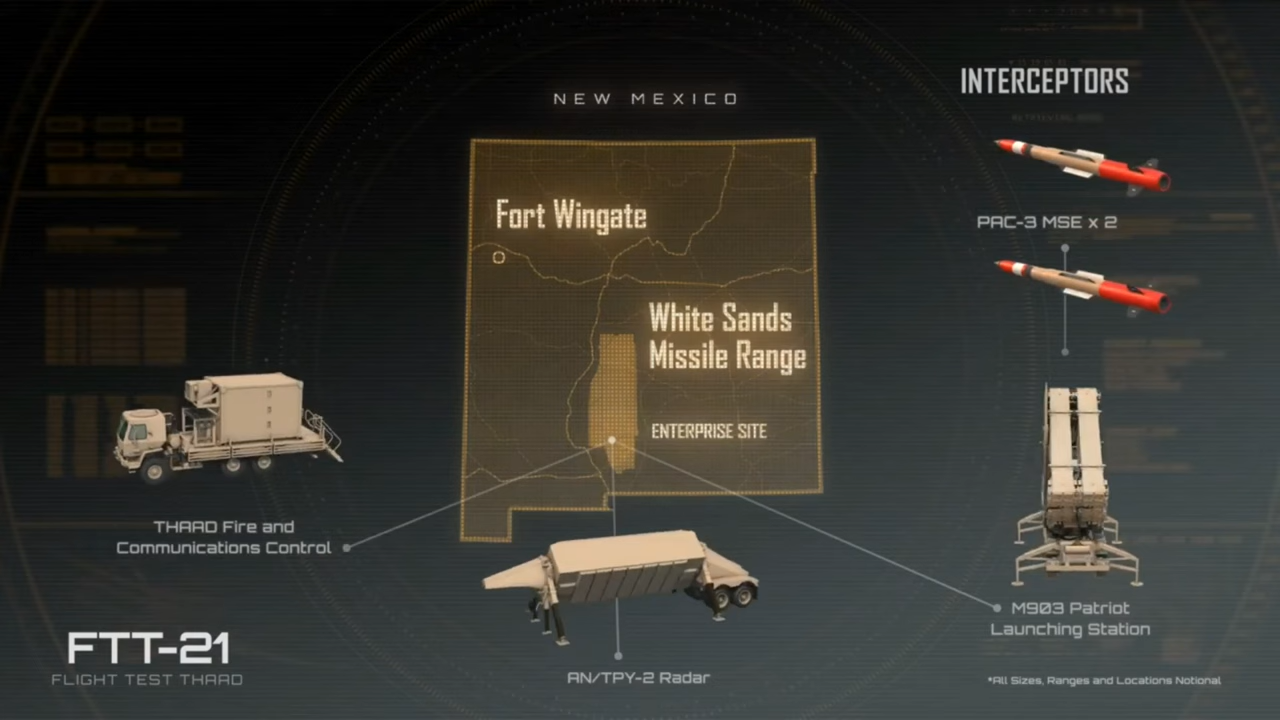 INTERCEPTORS
NEW MEXICO
Fort Wingate
PAC-3 MSE x 2
White Sands
Missile Range
ENTERPRISE SITE
THAAD Fire and
Communications Control
M903 Patriot
Launching Station
FTT-21
FLIGHT TEST THAAD
AN/TPY-2 Radar
*All Sizes, Ranges and Locations Notional